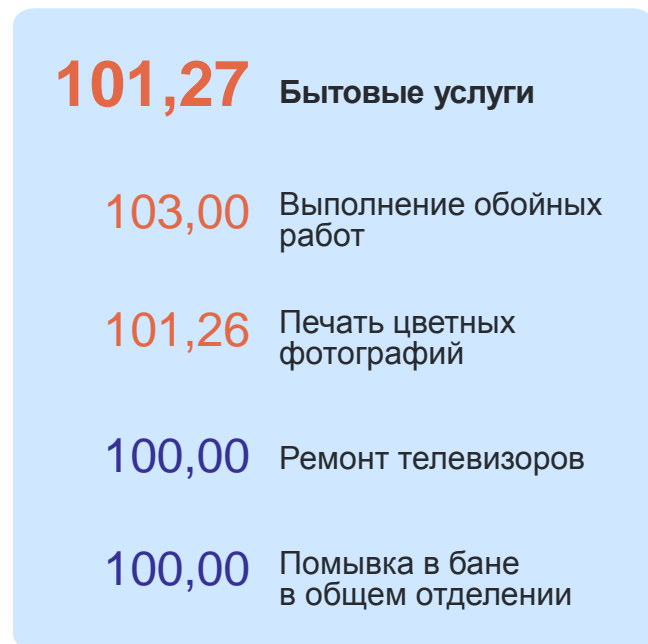 101,27 Бытовые услуги
103,00 Выполнение обойных
работ
101,26 Печать цветных
фотографий
100,00 Ремонт телевизоров
100,00 Помывка в бане
в общем отделении